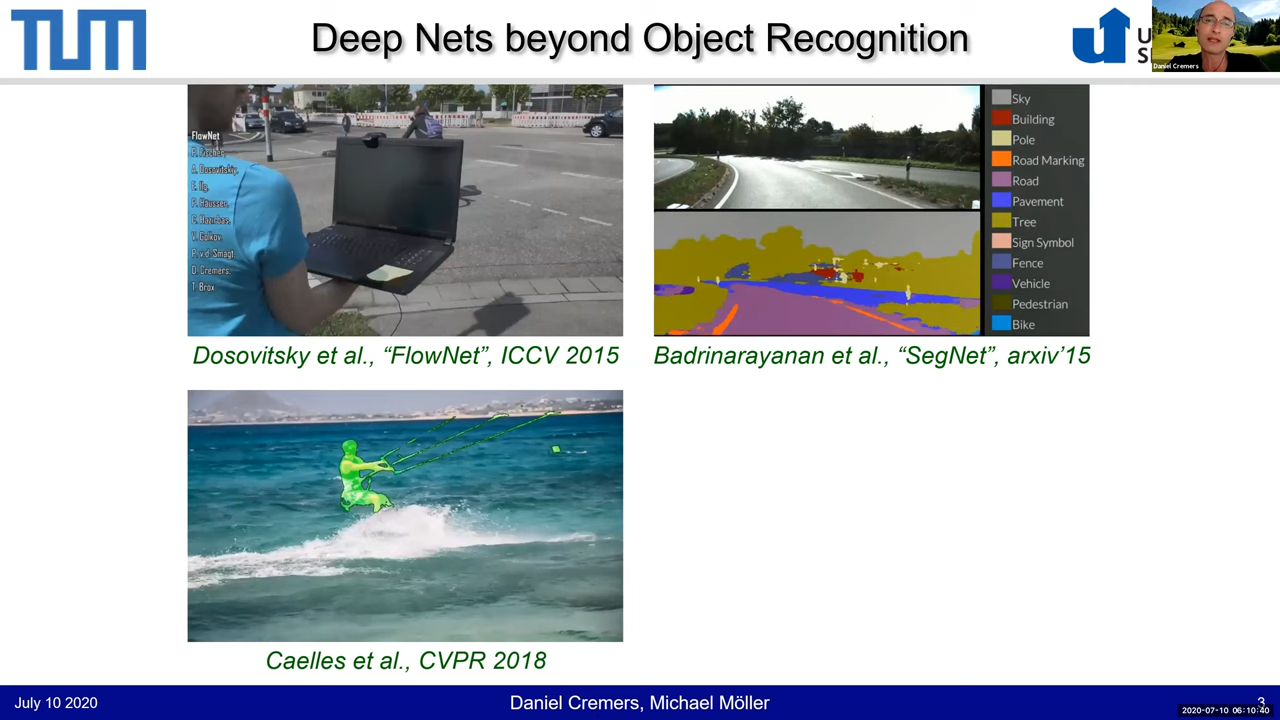 TUM
Deep Nets beyond Object Recognition
Daniel Cremers
FlowNet
P. Fischer,
A. Dosovitskiy,
E. Ilg,
P. Häusser,
C. Hazirbas,
V. Golkov,
P. v.d. Smagt,
D. Cremers,
T. Brox
Sky
Building
Pole
Road Marking
Road
Pavement
Tree
Sign Symbol
Fence
Vehicle
Pedestrian
Bike
Dosovitsky et al., “FlowNet”, ICCV 2015
Badrinarayanan et al., “SegNet”, arxiv’15
Caelles et al., CVPR 2018
July 10 2020
Daniel Cremers, Michael Möller
3
2020-07-10 06:10:40